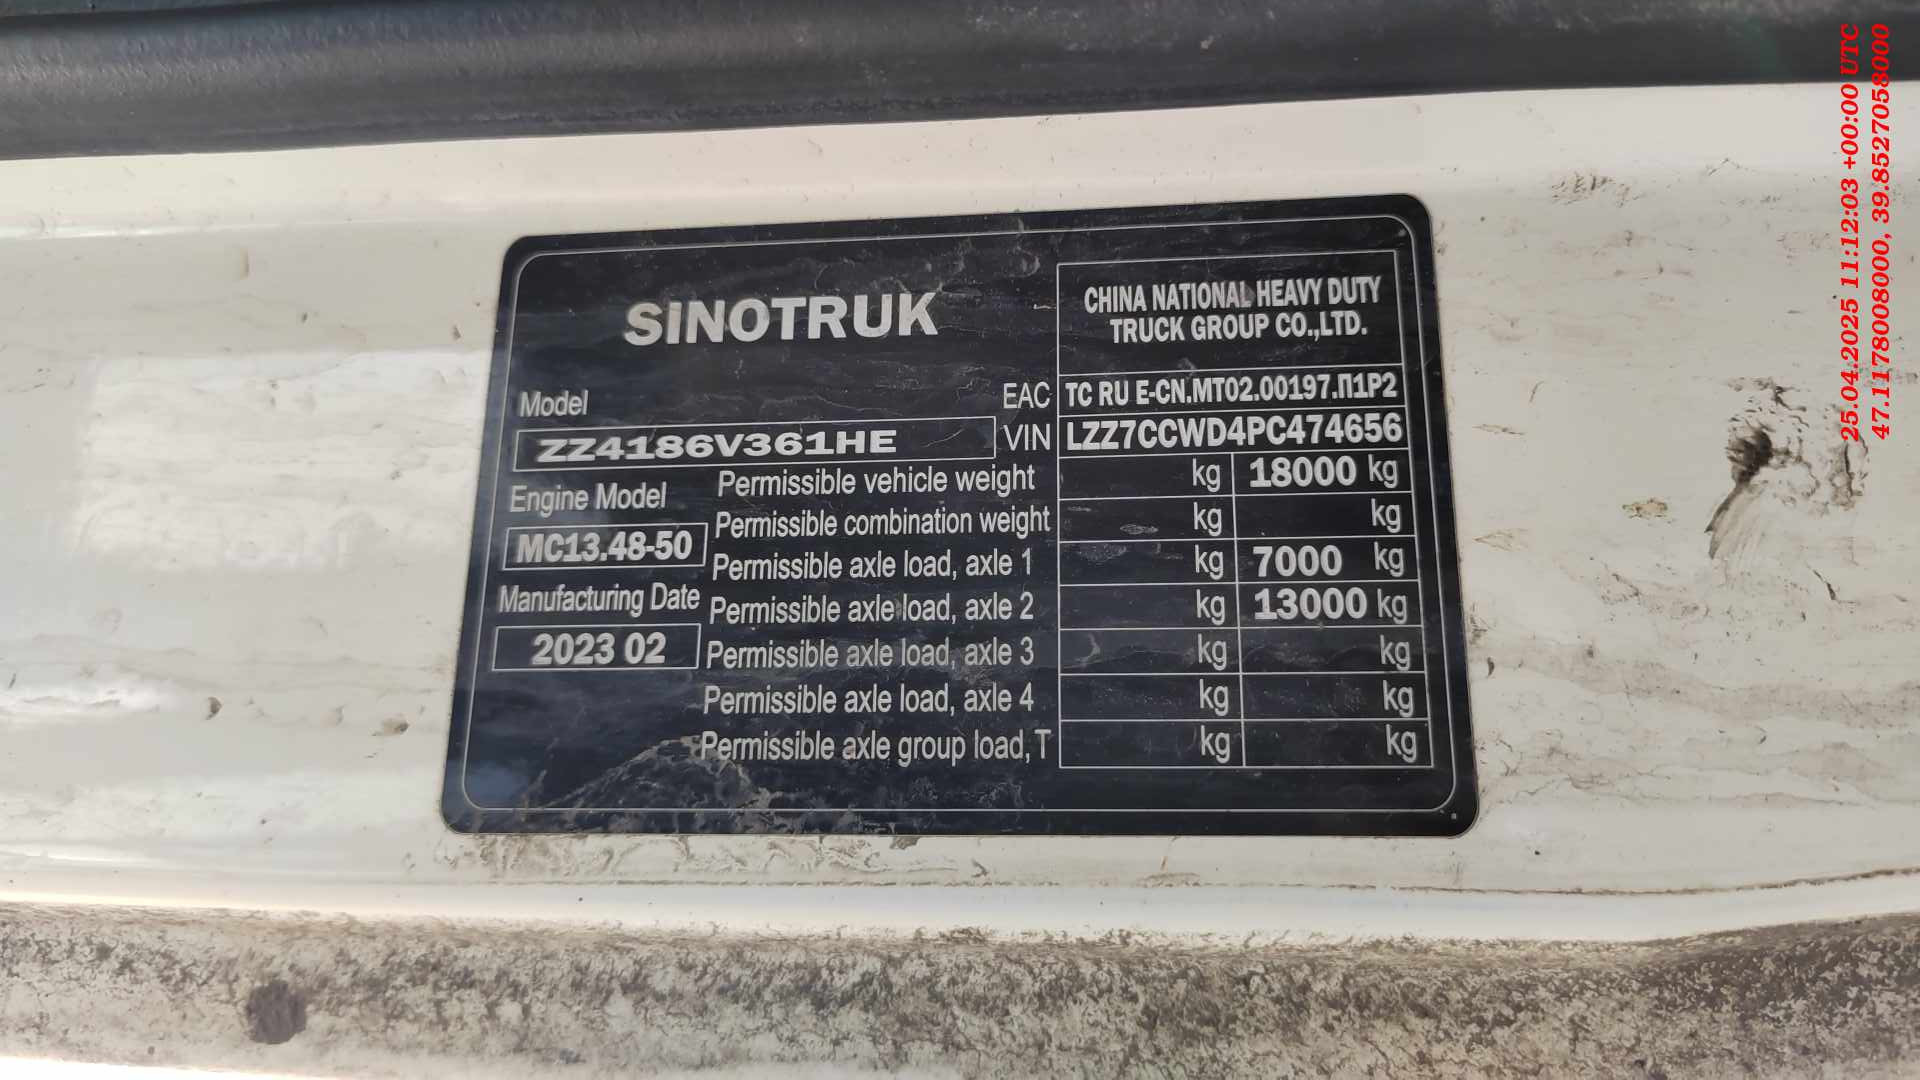 SINOTRUK
CHINA NATIONAL HEAVY DUTY
TRUCK GROUP CO.,LTD.
Model
ZZ4186V361HE
EAC TC RU E-CN.MT02.00197.П1P2
VIN LZZ7CCWD4PC474656
Engine Model
MC13.48-50
Manufacturing Date
2023 02
Permissible vehicle weight kg 18000 kg
Permissible combination weight kg kg
Permissible axle load, axle 1 kg 7000 kg
Permissible axle load, axle 2 kg 13000 kg
Permissible axle load, axle 3 kg kg
Permissible axle load, axle 4 kg kg
Permissible axle group load,T kg kg
25.04.2025 11:12:03 +00:00 UTC
47.1178008000, 39.8527058000